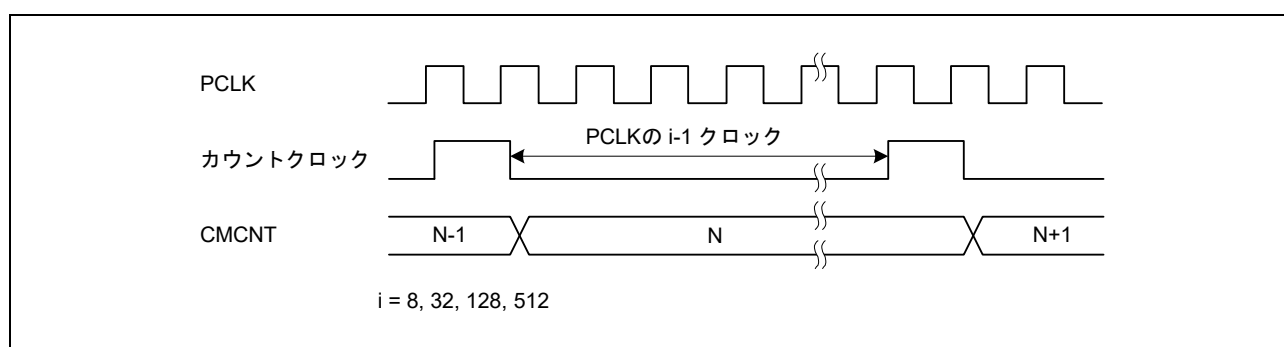 PCLK
PCLKの i-1 クロック
カウントクロック
CMCNT
N-1
N
N+1
i = 8, 32, 128, 512